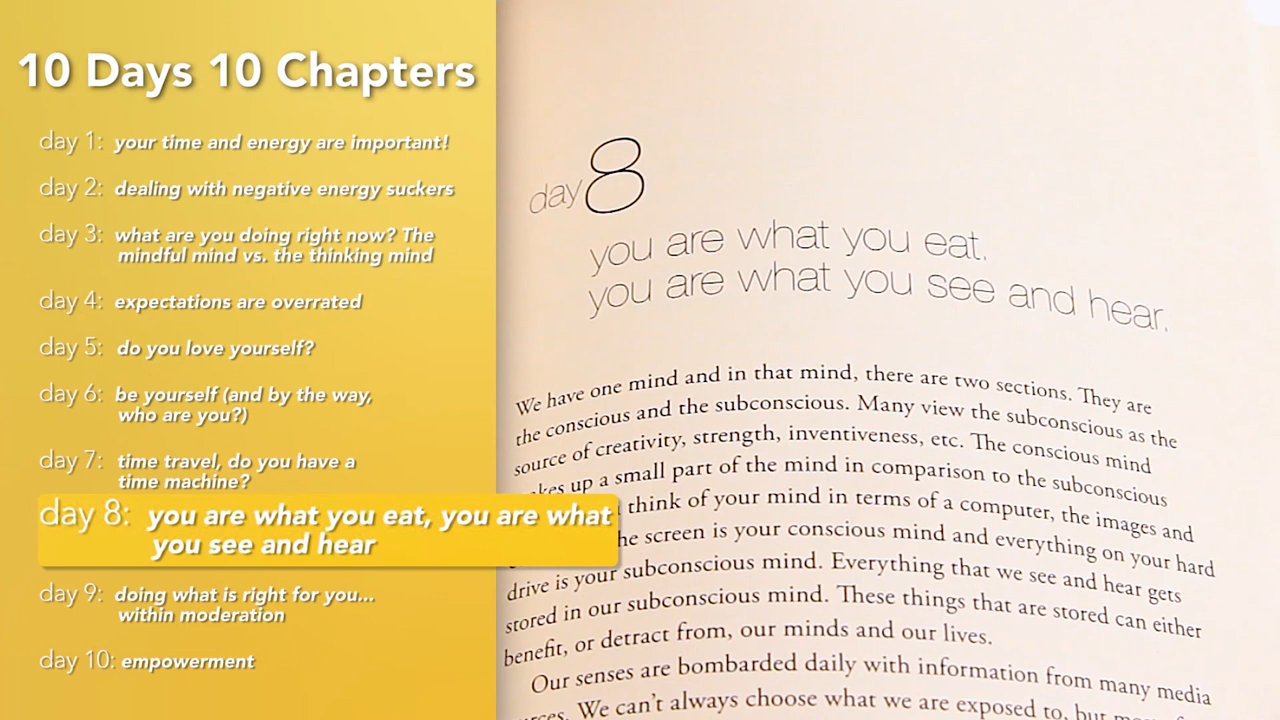 10 Days 10 Chapters
day 1: your time and energy are important!
day 2: dealing with negative energy suckers
day 3: what are you doing right now? The
mindful mind vs. the thinking mind
day 4: expectations are overrated
day 5: do you love yourself?
day 6: be yourself (and by the way,
who are you?)
day 7: time travel, do you have a
time machine?
day 8: you are what you eat, you are what
you see and hear
day 9: doing what is right for you...
within moderation
day 10: empowerment
day 8
you are what you eat.
you are what you see and hear.
We have one mind and in that mind, there are two sections. They are
the conscious and the subconscious. Many view the subconscious as the
source of creativity, strength, inventiveness, etc. The conscious mind
up a small part of the mind in comparison to the subconscious
think of your mind in terms of a computer, the images and
screen is your conscious mind and everything on your hard
drive is your subconscious mind. Everything that we see and hear gets
stored in our subconscious mind. These things that are stored can either
benefit, or detract from, our minds and our lives.
Our senses are bombarded daily with information from many media
We can't always choose what we are exposed to, but